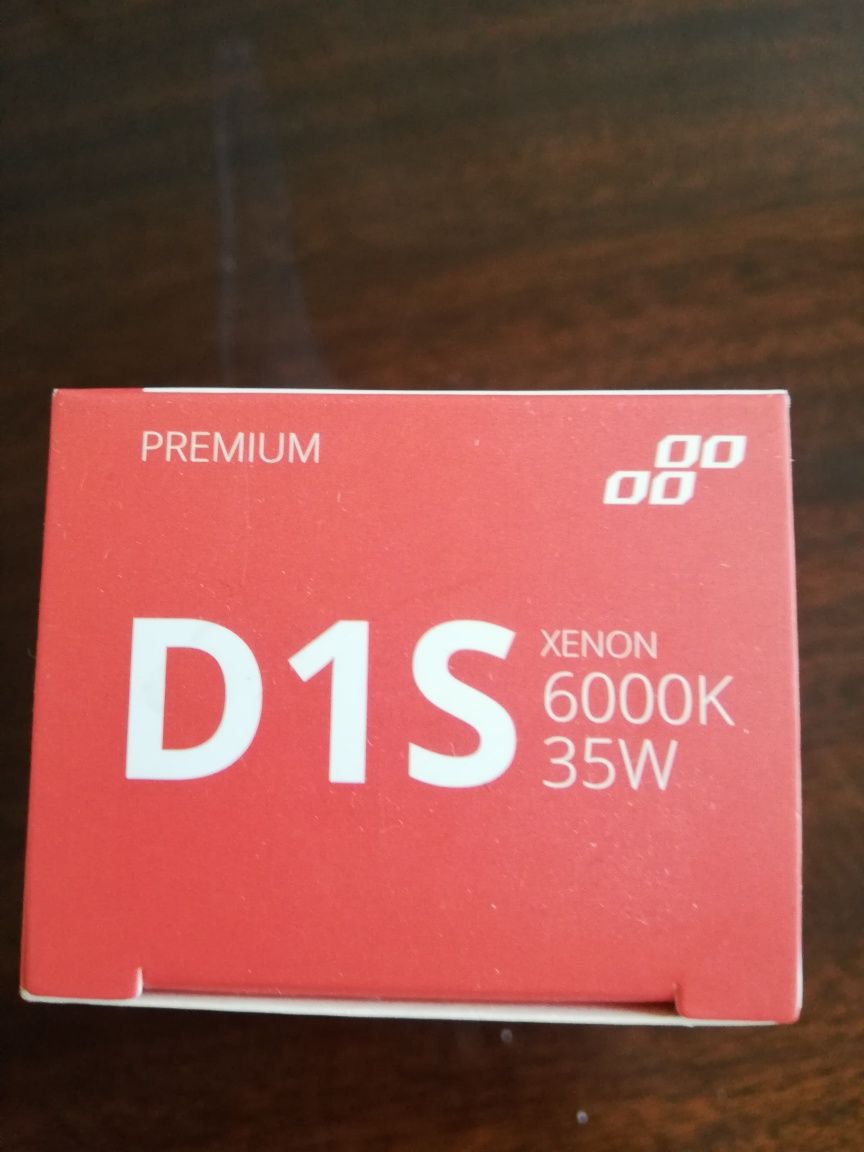 PREMIUM
D1S
XENON
6000K
35W